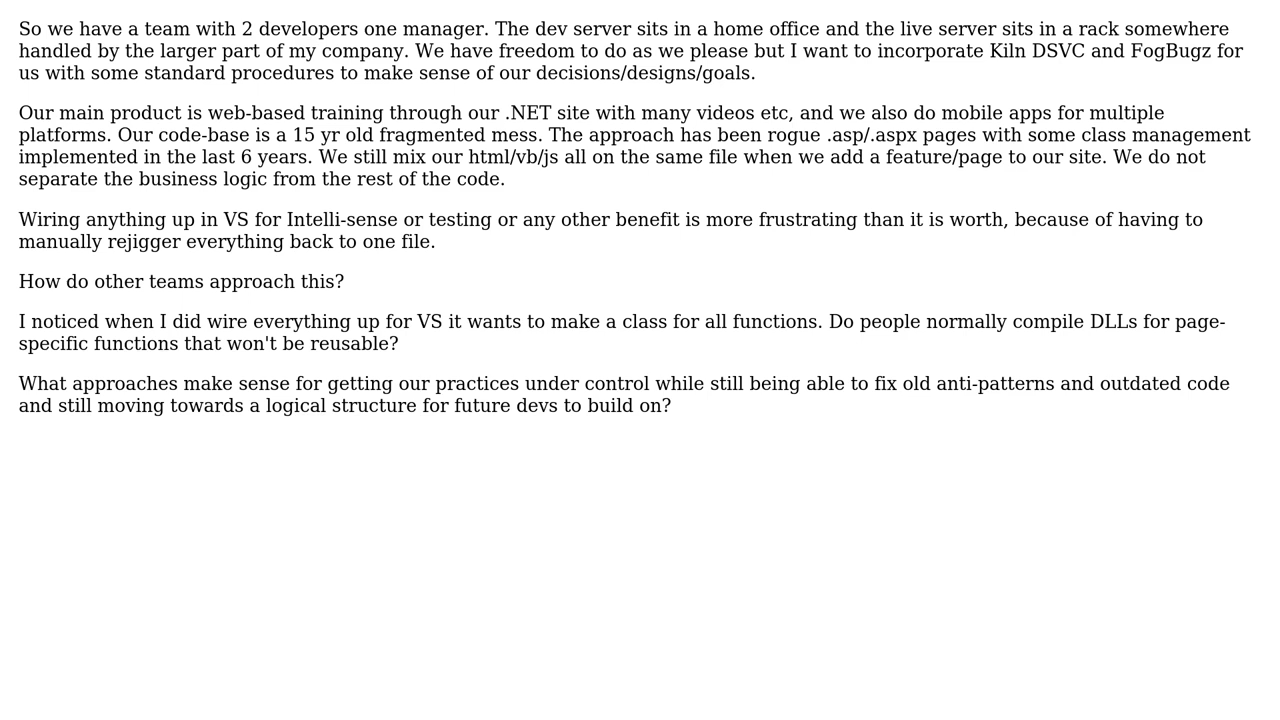 So we have a team with 2 developers one manager. The dev server sits in a home office and the live server sits in a rack somewhere
handled by the larger part of my company. We have freedom to do as we please but I want to incorporate Kiln DSVC and FogBugz for
us with some standard procedures to make sense of our decisions/designs/goals.
Our main product is web-based training through our .NET site with many videos etc, and we also do mobile apps for multiple
platforms. Our code-base is a 15 yr old fragmented mess. The approach has been rogue .asp/.aspx pages with some class management
implemented in the last 6 years. We still mix our html/vb/js all on the same file when we add a feature/page to our site. We do not
separate the business logic from the rest of the code.
Wiring anything up in VS for Intelli-sense or testing or any other benefit is more frustrating than it is worth, because of having to
manually rejigger everything back to one file.
How do other teams approach this?
I noticed when I did wire everything up for VS it wants to make a class for all functions. Do people normally compile DLLs for page-
specific functions that won't be reusable?
What approaches make sense for getting our practices under control while still being able to fix old anti-patterns and outdated code
and still moving towards a logical structure for future devs to build on?